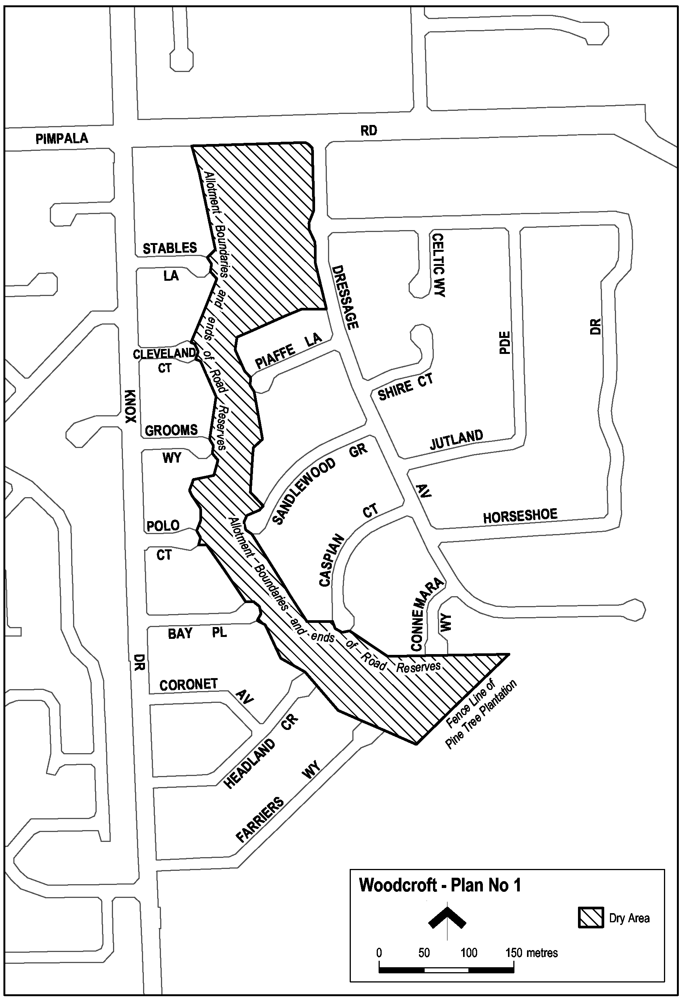 PIMPALA
RD
Allotment Boundaries and ends of Road Reserves
STABLES
LA
CELTIC WY
DRESSAGE
DR
PDE
PIAFFE LA
CLEVELAND
CT
SHIRE CT
KNOX
GROOMS
WY
JUTLAND
SANDLEWOOD GR
AV
HORSESHOE
POLO
CT
CASPIAN CT
Allotment Boundaries and ends of Road Reserves
CONNEMARA
WY
BAY PL
DR
CORONET
AV
Fence Line of
Pine Tree Plantation
HEADLAND CR
FARRIERS WY
Woodcroft - Plan No 1
Dry Area
0 50 100 150 metres